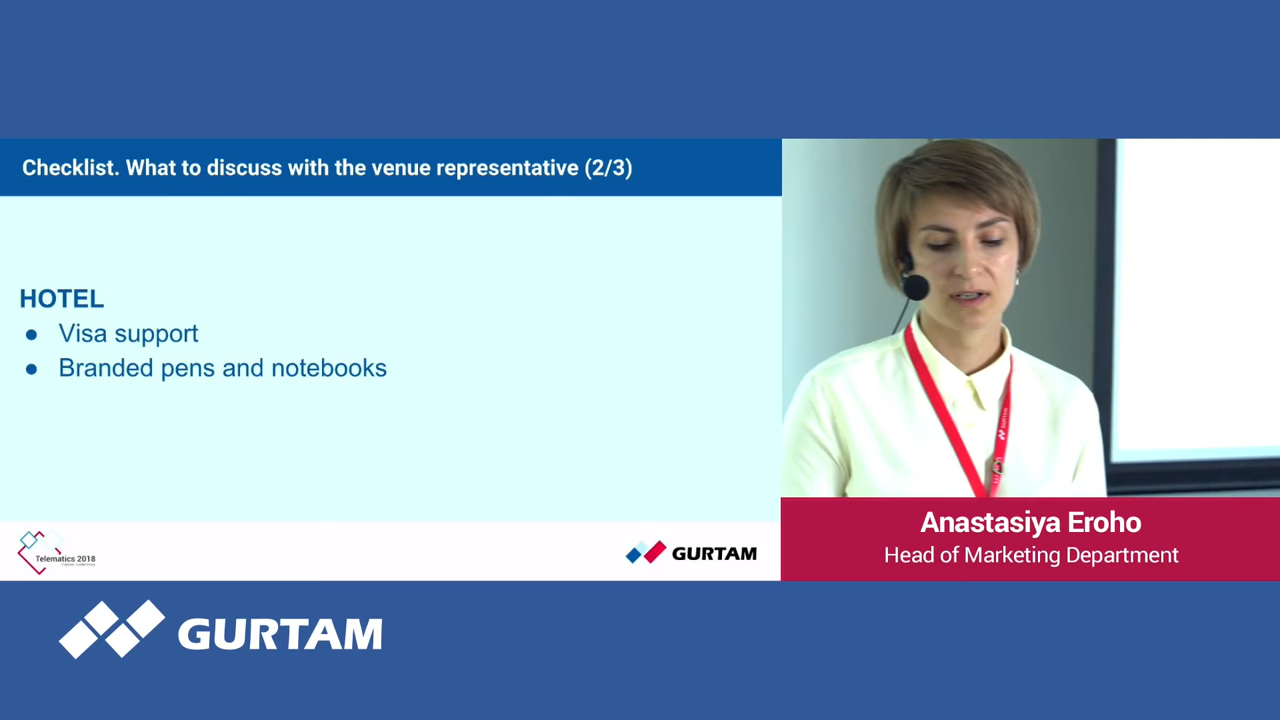 Checklist. What to discuss with the venue representative (2/3)
HOTEL
● Visa support
● Branded pens and notebooks
Telematics 2018
GURTAM
Anastasiya Eroho
Head of Marketing Department
GURTAM